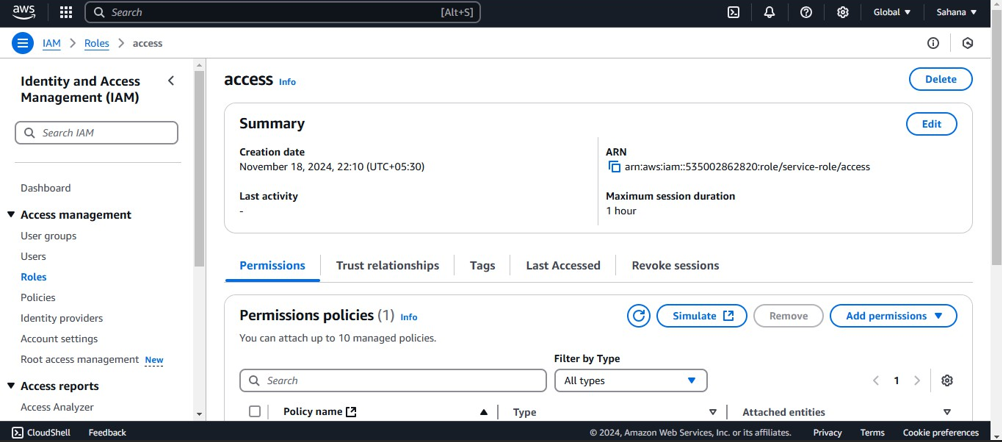 aws
Search [Alt+S]
Global
Sahana
IAM
Roles
access
Identity and Access
Management (IAM)
Search IAM
Dashboard
Access management
User groups
Users
Roles
Policies
Identity providers
Account settings
Root access management New
Access reports
Access Analyzer
access Info
Delete
Summary
Edit
Creation date
November 18, 2024, 22:10 (UTC+05:30)
Last activity
-
ARN
arn:aws:iam::535002862820:role/service-role/access
Maximum session duration
1 hour
Permissions
Trust relationships
Tags
Last Accessed
Revoke sessions
Permissions policies (1) Info
Simulate
Remove
Add permissions
You can attach up to 10 managed policies.
Filter by Type
Search
All types
1
Policy name
Type
Attached entities
CloudShell
Feedback
© 2024, Amazon Web Services, Inc. or its affiliates.
Privacy
Terms
Cookie preferences